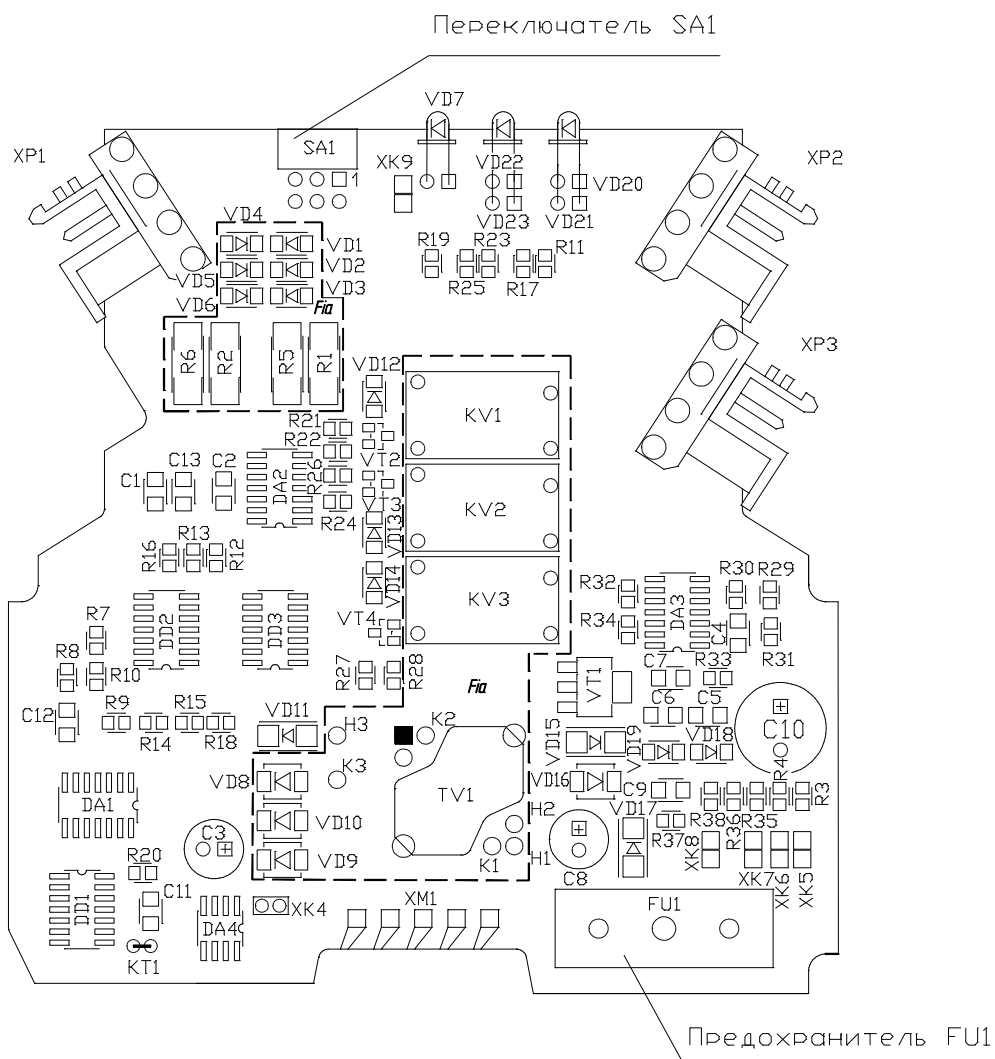 Переключатель SA1
VD7
SA1
XP1
XK9
VD22
XP2
1
VD20
VD4
VD23
VD21
VD1
R19
R23
R11
VD5
VD2
R25
R17
VD3
VD6
Fia
R6
R2
R5
R1
VD12
XP3
R21
KV1
R22
VT2
C1
C13
C2
DA2
R26
VT3
KV2
R24
VD13
R16
R13
R12
VD14
KV3
R32
R30
R29
R7
DD2
DD3
VT4
R34
DA3
C4
R31
R8
R10
R27
R28
Fia
VT1
C7
R33
C12
R9
R14
R15
R18
VD11
H3
K2
C6
C5
C10
VD15
VD19
VD18
VD8
K3
TV1
VD16
C9
R4
R3
DA1
VD10
H2
VD17
R38
R36
R35
C3
R37
VD9
K1
H1
C8
XK8
XK7
XK6
XK5
R20
DD1
C11
DA4
XK4
XM1
FU1
KT1
Предохранитель FU1